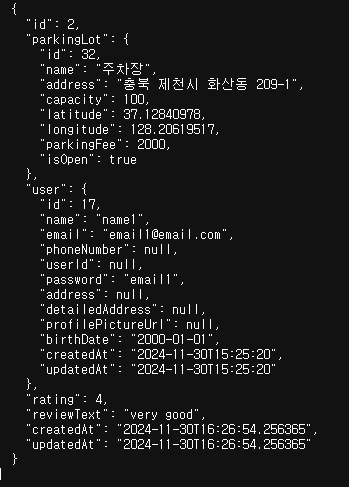 {
  "id": 2,
  "parkingLot": {
    "id": 32,
    "name": "주차장",
    "address": "충북 제천시 화산동 209-1",
    "capacity": 100,
    "latitude": 37.12840978,
    "longitude": 128.20619517,
    "parkingFee": 2000,
    "isOpen": true
  },
  "user": {
    "id": 17,
    "name": "name1",
    "email": "email1@email.com",
    "phoneNumber": null,
    "userId": null,
    "password": "email1",
    "address": null,
    "detailedAddress": null,
    "profilePictureUrl": null,
    "birthDate": "2000-01-01",
    "createdAt": "2024-11-30T15:25:20",
    "updatedAt": "2024-11-30T15:25:20"
  },
  "rating": 4,
  "reviewText": "very good",
  "createdAt": "2024-11-30T16:26:54.256365",
  "updatedAt": "2024-11-30T16:26:54.256365"
}